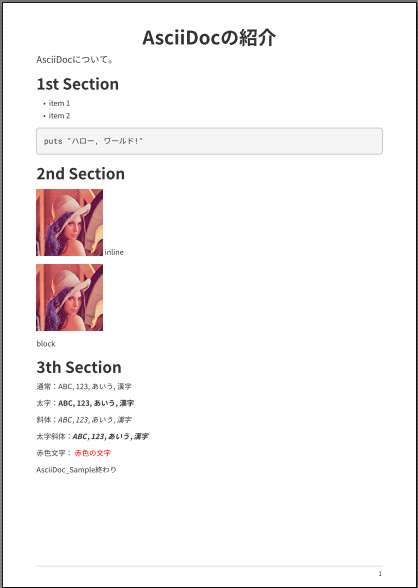 AsciiDocの紹介
AsciiDocについて。
1st Section
• item 1
• item 2
puts "ハロー, ワールド!"
2nd Section
inline
block
3th Section
通常：ABC, 123, あいう, 漢字
太字：ABC, 123, あいう, 漢字
斜体：ABC, 123, あいう, 漢字
太字斜体：ABC, 123, あいう, 漢字
赤色文字： 赤色の文字
AsciiDoc_Sample終わり
1